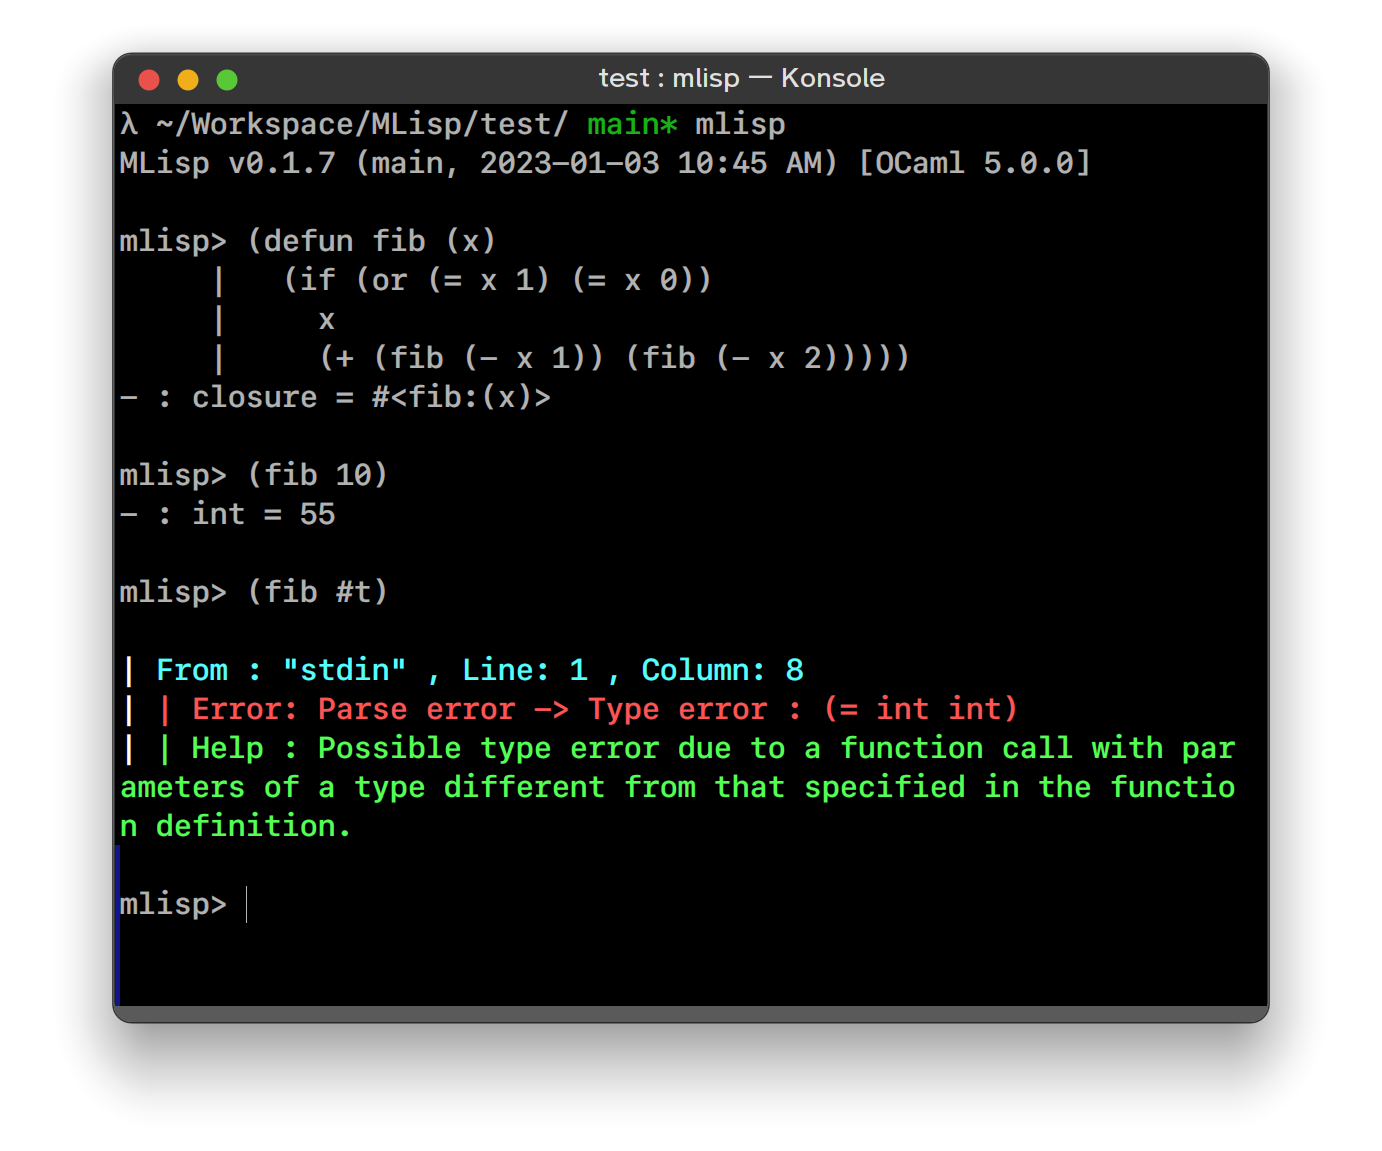 test : mlisp — Konsole
λ ~/Workspace/MLisp/test/ main* mlisp
MLisp v0.1.7 (main, 2023-01-03 10:45 AM) [OCaml 5.0.0]
mlisp> (defun fib (x)
|   (if (or (= x 1) (= x 0))
|     x
|     (+ (fib (- x 1)) (fib (- x 2)))))
- : closure = #<fib:(x)>
mlisp> (fib 10)
- : int = 55
mlisp> (fib #t)
| From : "stdin" , Line: 1 , Column: 8
| | Error: Parse error -> Type error : (= int int)
| | Help : Possible type error due to a function call with par
ameters of a type different from that specified in the functio
n definition.
mlisp>